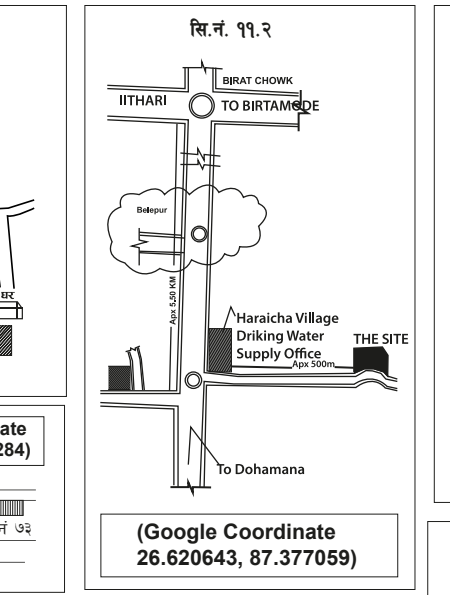 सि.नं. ११.२
BIRAT CHOWK
IITHARI
TO BIRTAMODE
Belepur
Apx 5.50 KM
Haraicha Village
Driking Water
Supply Office
THE SITE
Apx 500m
To Dohamana
(Google Coordinate
26.620643, 87.377059)
घर
ate
284)
नं ७३